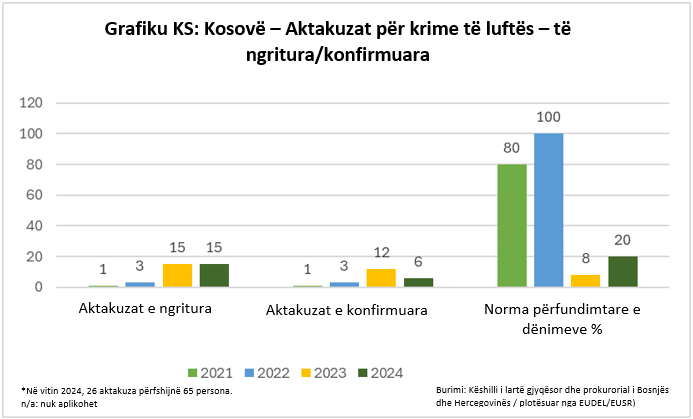 Grafiku KS: Kosovë – Aktakuzat për krime të luftës – të
ngritura/konfirmuara
120
100
80
60
40
20
0
1
3
15
15
1
3
12
6
80
100
8
20
Aktakuzat e ngritura
Aktakuzat e konfirmuara
Norma përfundimtare e
dënimeve %
2021
2022
2023
2024
*Në vitin 2024, 26 aktakuza përfshijnë 65 persona.
n/a: nuk aplikohet
Burimi: Këshilli i lartë gjyqësor dhe prokurorial i Bosnjës
dhe Hercegovinës / plotësuar nga EUDEL/EUSR)